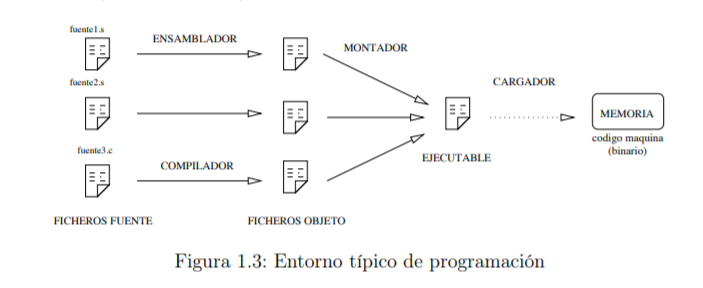 fuente1.s
ENSAMBLADOR
MONTADOR
fuente2.s
CARGADOR
MEMORIA
codigo maquina
(binario)
fuente3.c
COMPILADOR
EJECUTABLE
FICHEROS FUENTE
FICHEROS OBJETO
Figura 1.3: Entorno típico de programación